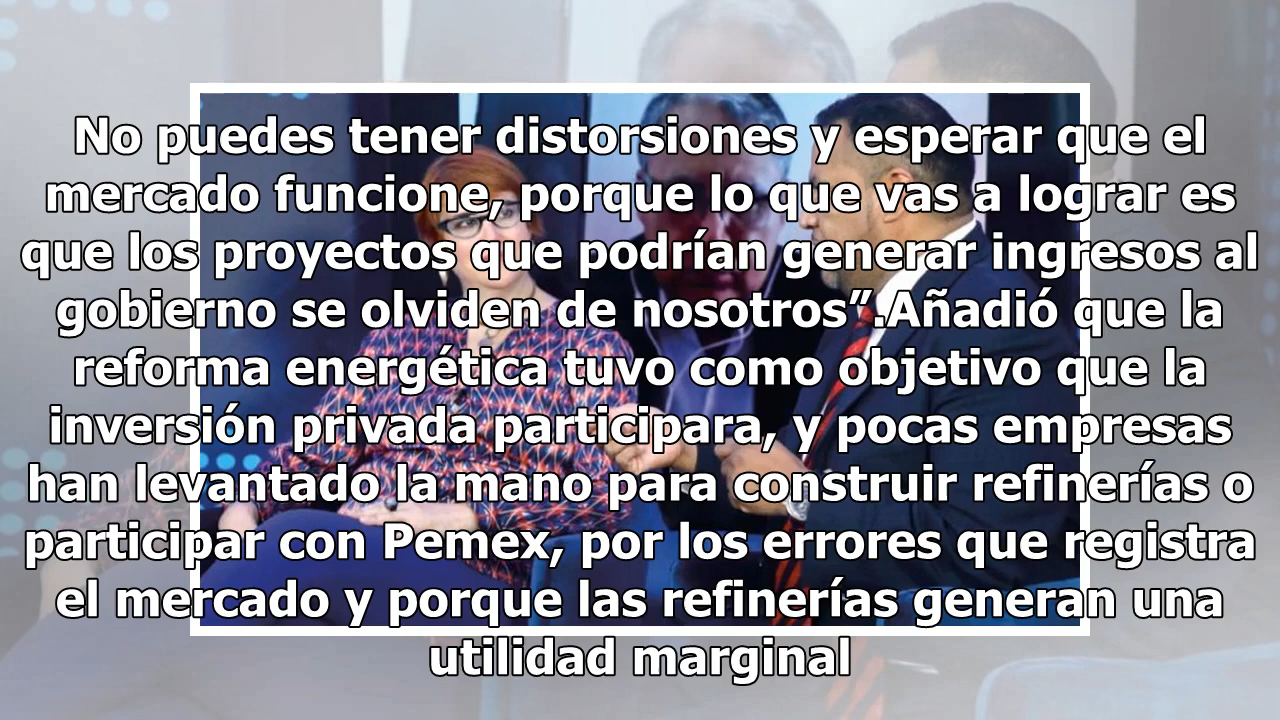 No puedes tener distorsiones y esperar que el
mercado funcione, porque lo que vas a lograr es
que los proyectos que podrían generar ingresos al
gobierno se olviden de nosotros”.Añadió que la
reforma energética tuvo como objetivo que la
inversión privada participara, y pocas empresas
han levantado la mano para construir refinerías o
participar con Pemex, por los errores que registra
el mercado y porque las refinerías generan una
utilidad marginal